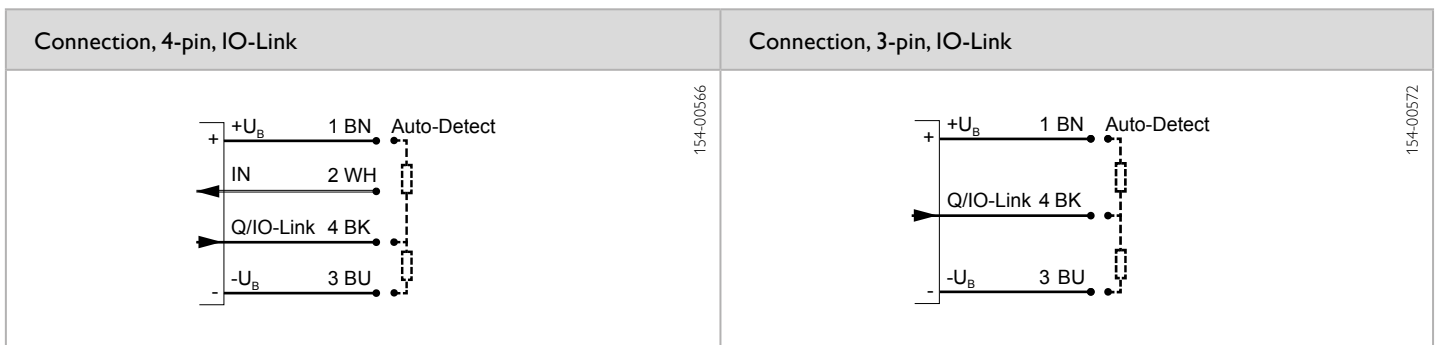 Connection, 4-pin, IO-Link
+U_B 1 BN Auto-Detect
+
IN 2 WH
Q/IO-Link 4 BK
-U_B 3 BU
-
154-00566
Connection, 3-pin, IO-Link
+U_B 1 BN Auto-Detect
+
Q/IO-Link 4 BK
-U_B 3 BU
-
154-00572